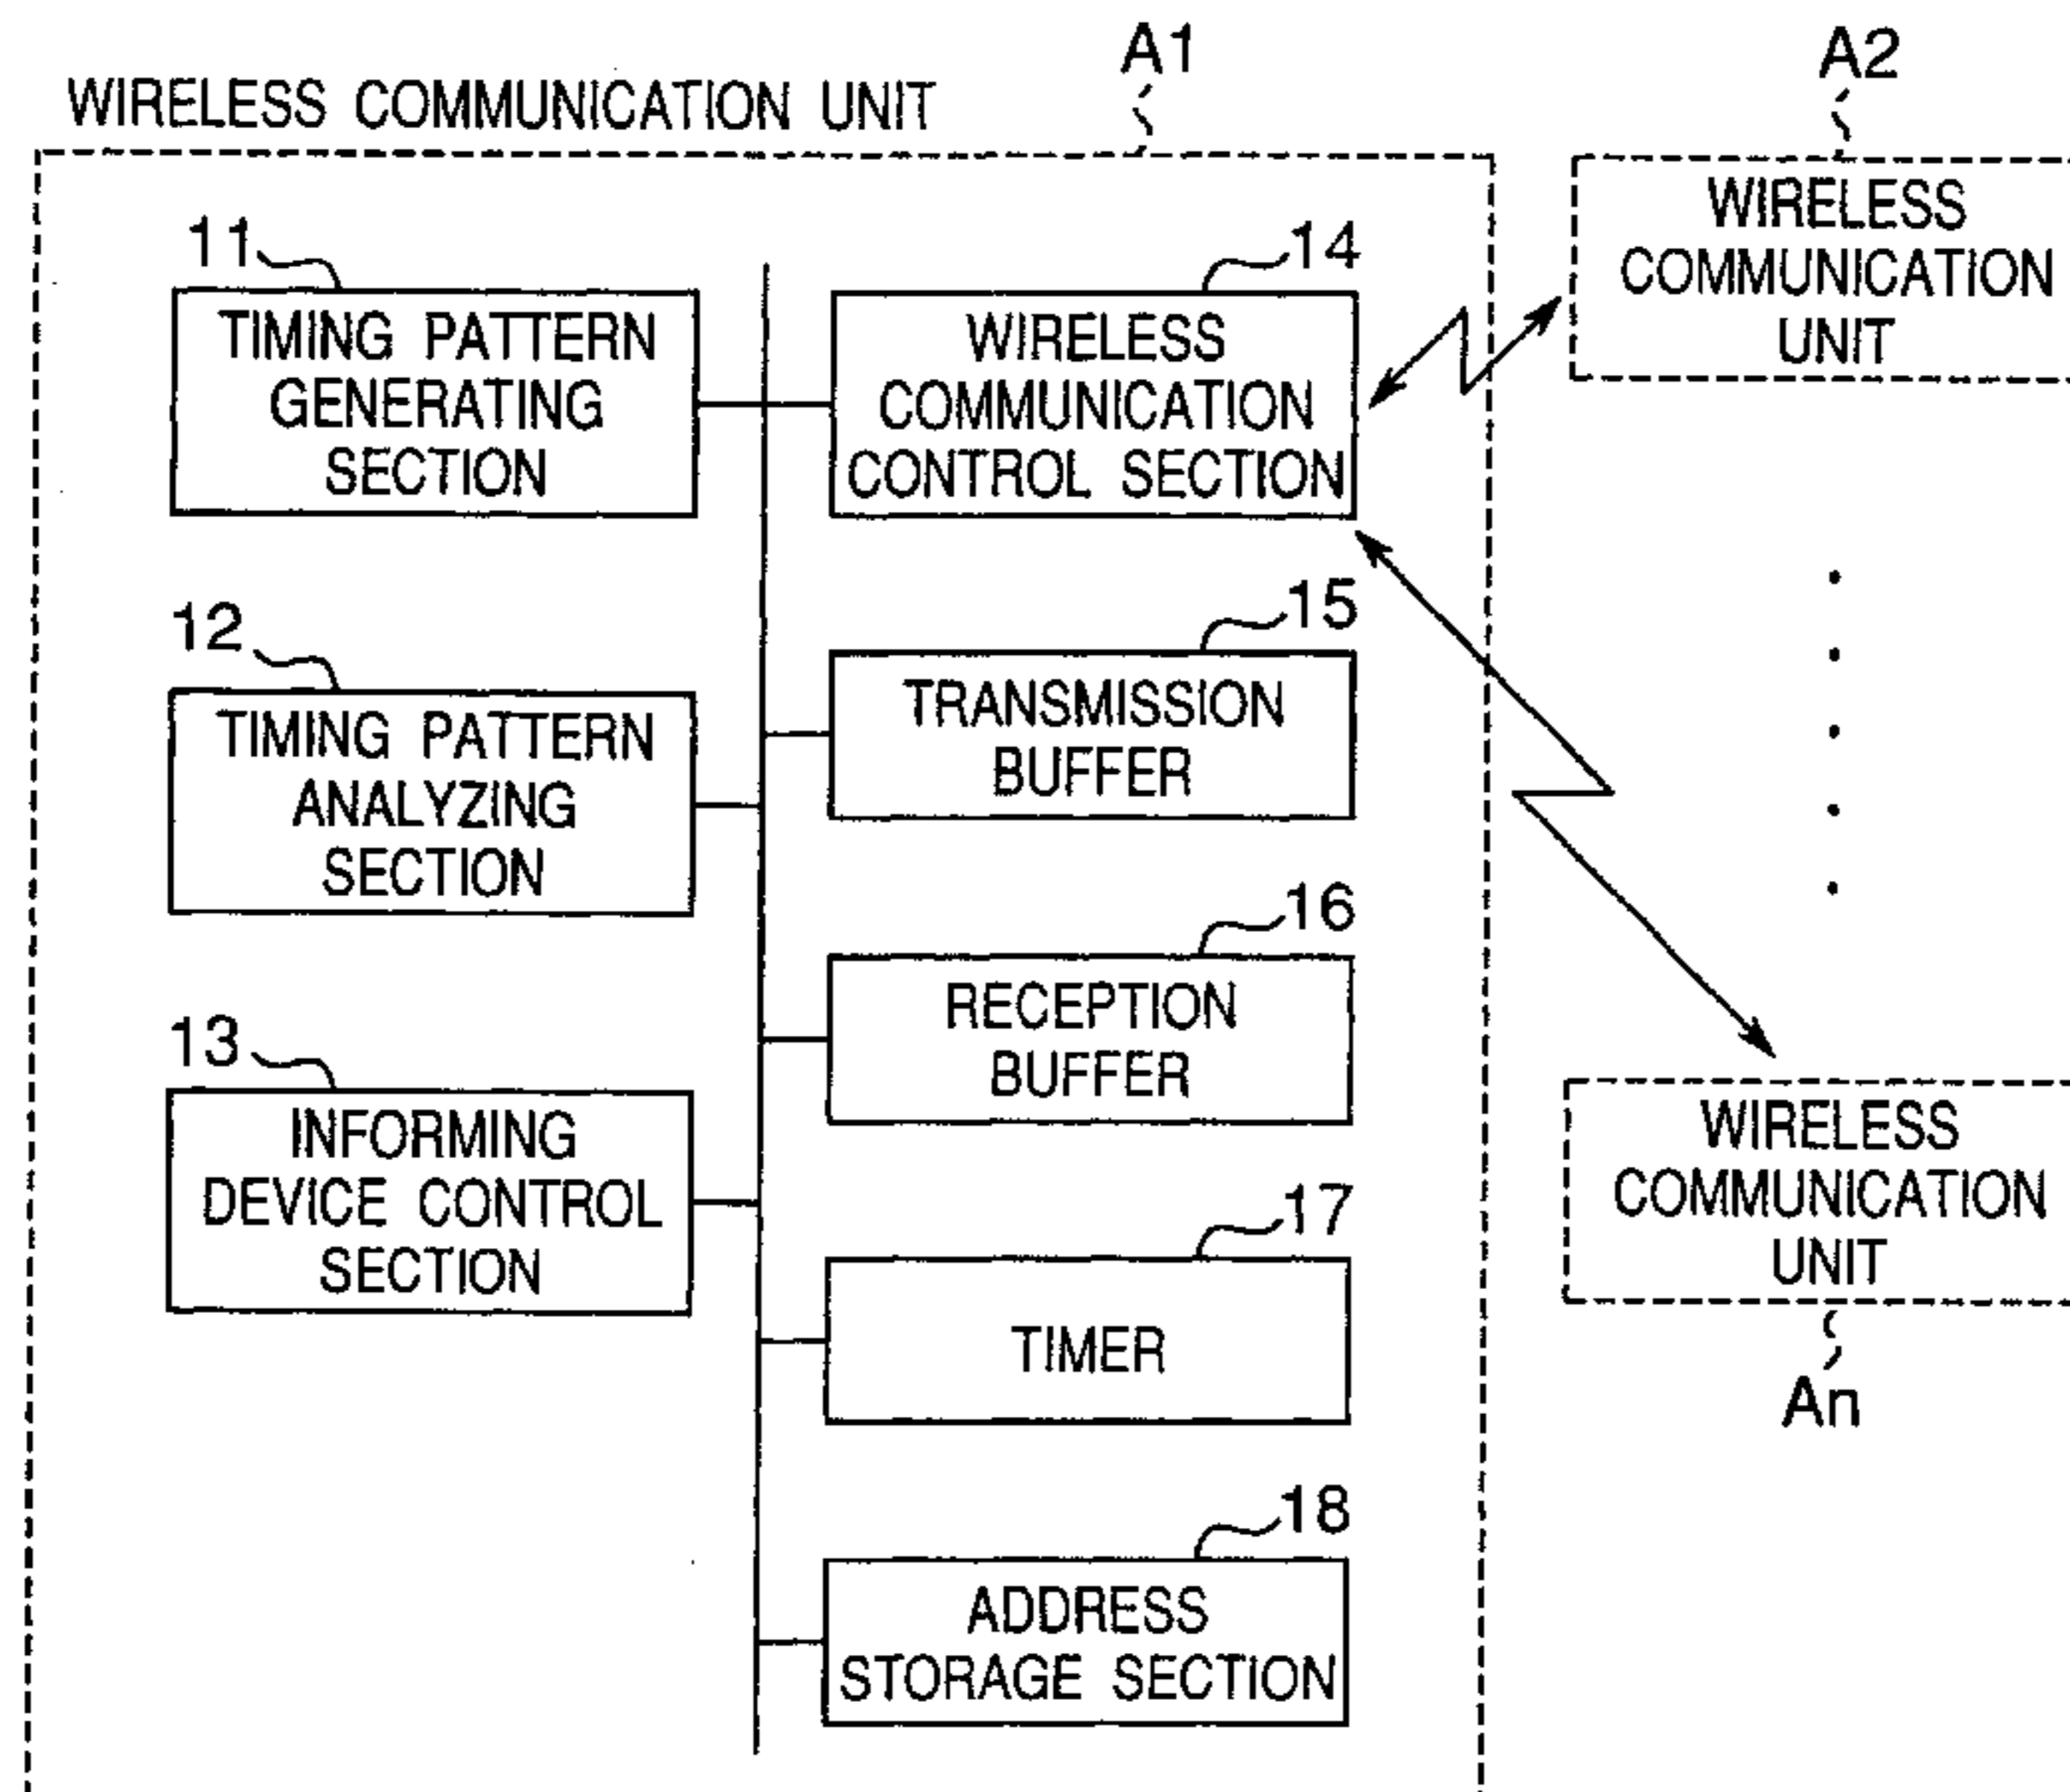 A1
A2
WIRELESS COMMUNICATION UNIT
WIRELESS
COMMUNICATION
UNIT
11
TIMING PATTERN
GENERATING
SECTION
14
WIRELESS
COMMUNICATION
CONTROL SECTION
12
TIMING PATTERN
ANALYZING
SECTION
15
TRANSMISSION
BUFFER
16
RECEPTION
BUFFER
13
INFORMING
DEVICE CONTROL
SECTION
WIRELESS
COMMUNICATION
UNIT
An
17
TIMER
18
ADDRESS
STORAGE SECTION